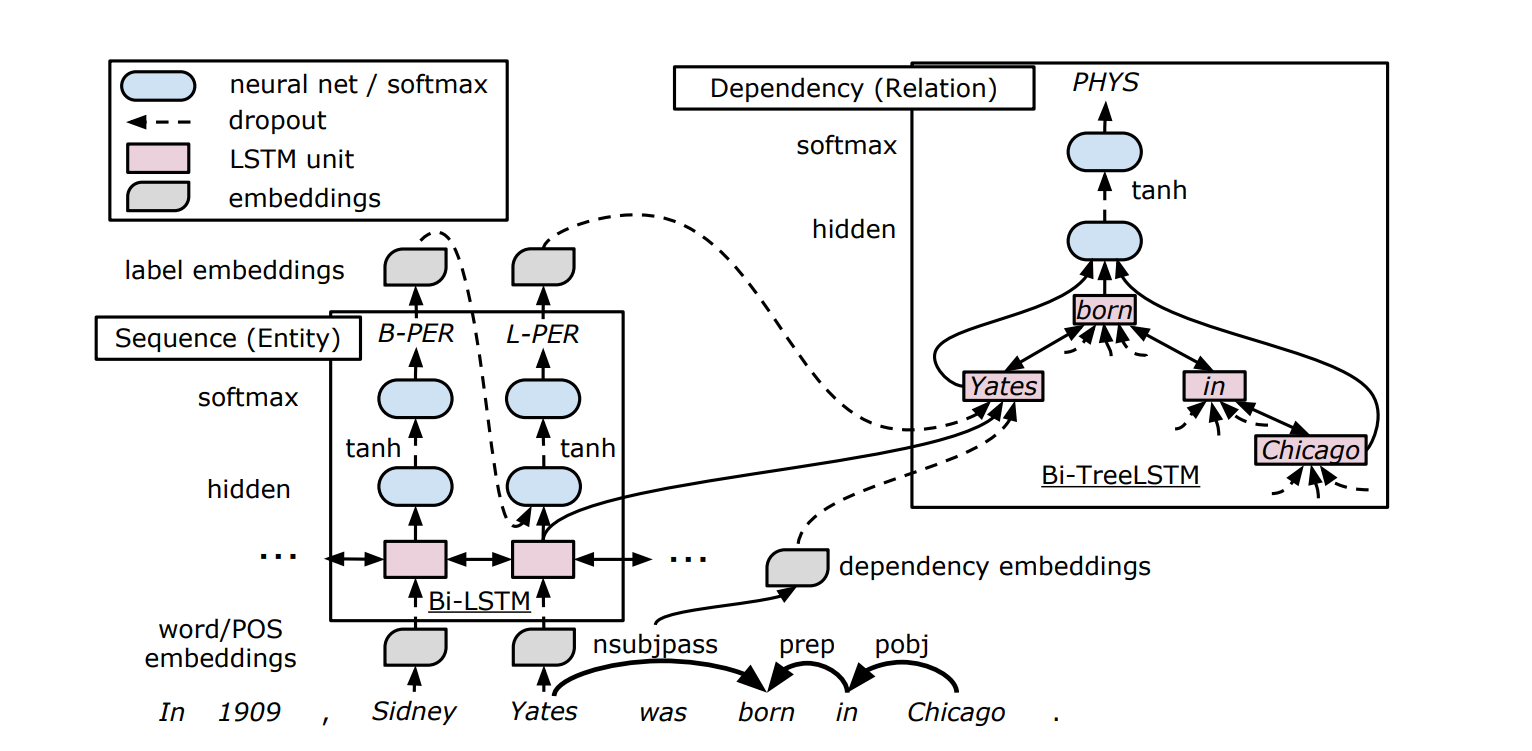 neural net / softmax
dropout
LSTM unit
embeddings
label embeddings
Sequence (Entity)
B-PER L-PER
softmax
tanh tanh
hidden
... ...
Bi-LSTM
word/POS
embeddings
Dependency (Relation)
PHYS
softmax
tanh
hidden
born
Yates in
Chicago
Bi-TreeLSTM
dependency embeddings
nsubjpass prep pobj
In 1909 , Sidney Yates was born in Chicago .